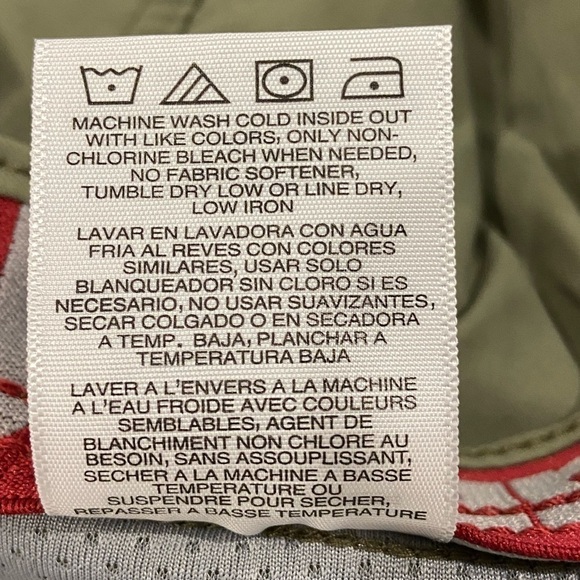 MACHINE WASH COLD INSIDE OUT
WITH LIKE COLORS, ONLY NON-
CHLORINE BLEACH WHEN NEEDED,
NO FABRIC SOFTENER,
TUMBLE DRY LOW OR LINE DRY,
LOW IRON
LAVAR EN LAVADORA CON AGUA
FRIA AL REVES CON COLORES
SIMILARES, USAR SOLO
BLANQUEADOR SIN CLORO SI ES
NECESARIO, NO USAR SUAVIZANTES,
SECAR COLGADO O EN SECADORA
A TEMP. BAJA, PLANCHAR A
TEMPERATURA BAJA
LAVER A L'ENVERS A LA MACHINE
A L'EAU FROIDE AVEC COULEURS
SEMBLABLES, AGENT DE
BLANCHIMENT NON CHLORE AU
BESOIN, SANS ASSOUPLISSANT,
SECHER A LA MACHINE A BASSE
TEMPERATURE OU
SUSPENDRE POUR SECHER,
REPASSER A BASSE TEMPERATURE